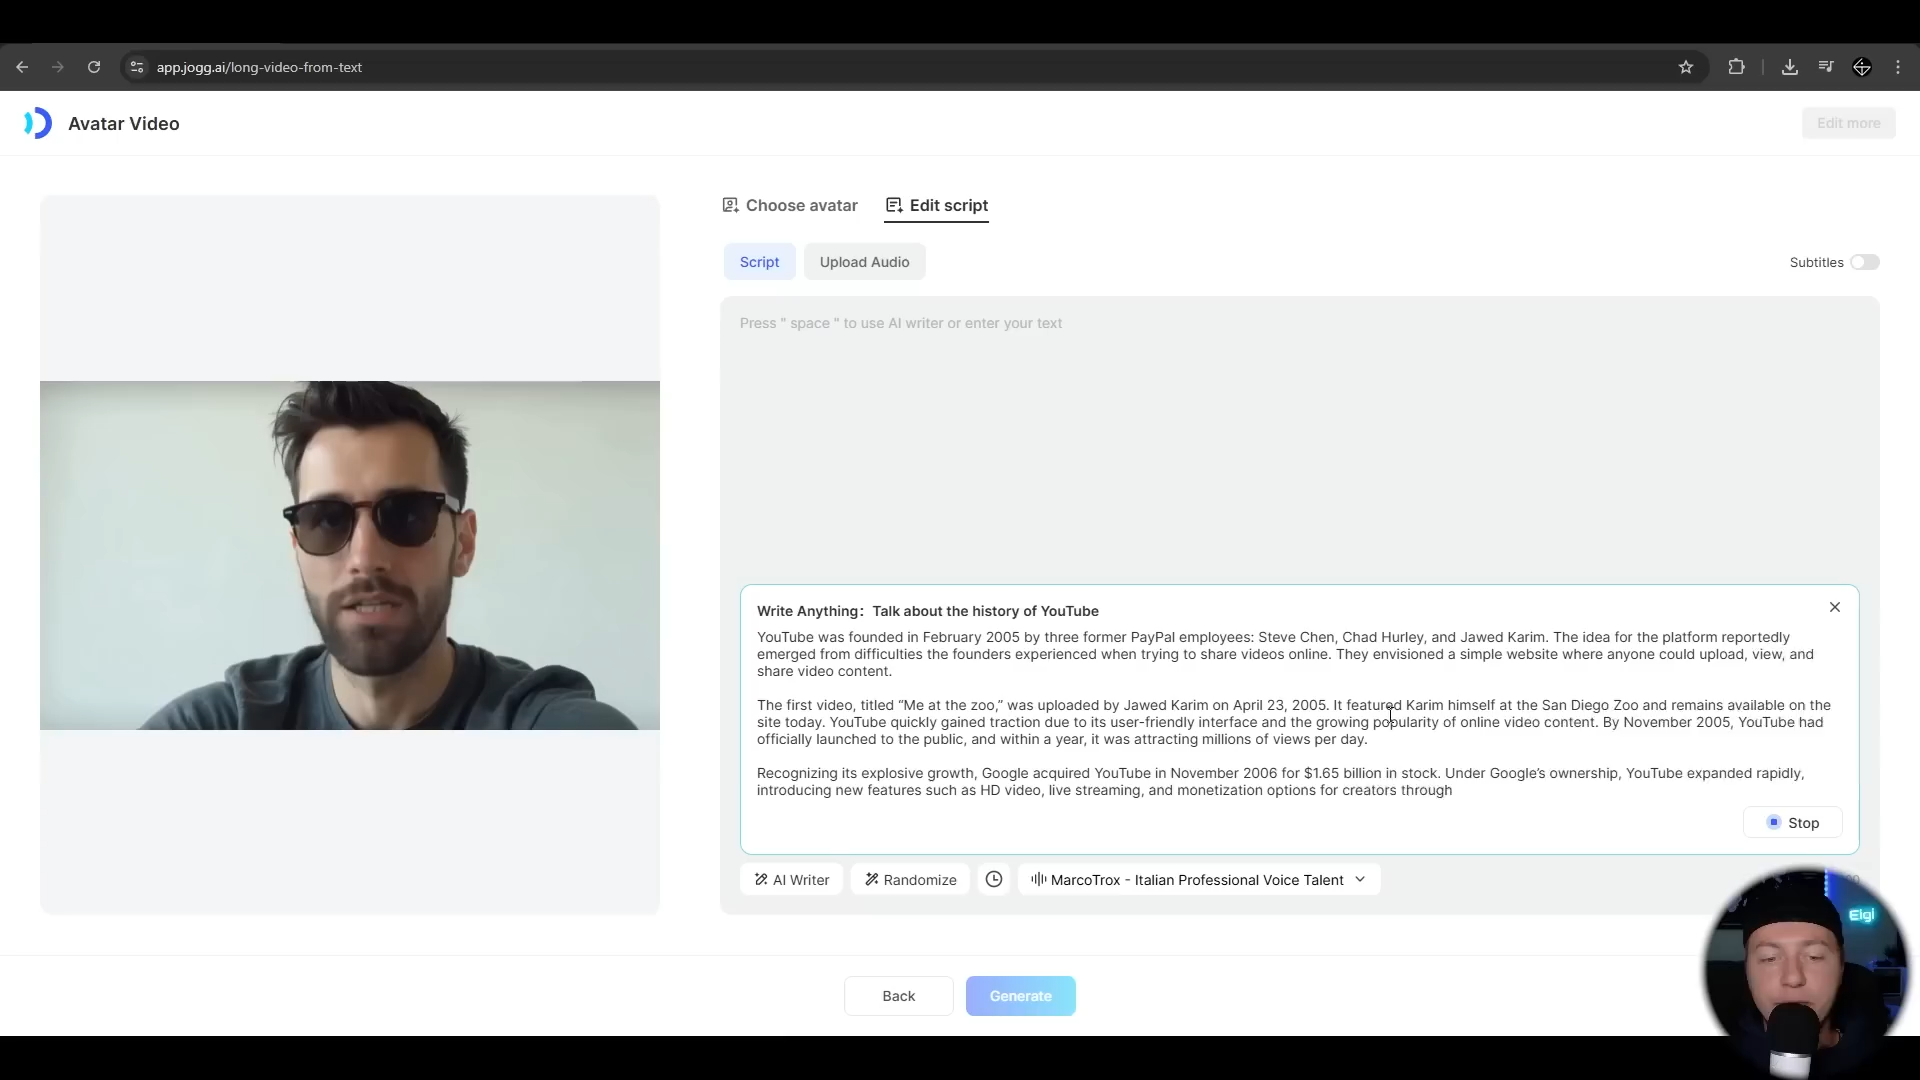 app.jogg.ai/long-video-from-text
Avatar Video
Edit more
Choose avatar
Edit script
Script
Upload Audio
Subtitles
Press " space " to use AI writer or enter your text
Write Anything: Talk about the history of YouTube
YouTube was founded in February 2005 by three former PayPal employees: Steve Chen, Chad Hurley, and Jawed Karim. The idea for the platform reportedly
emerged from difficulties the founders experienced when trying to share videos online. They envisioned a simple website where anyone could upload, view, and
share video content.
The first video, titled “Me at the zoo,” was uploaded by Jawed Karim on April 23, 2005. It featured Karim himself at the San Diego Zoo and remains available on the
site today. YouTube quickly gained traction due to its user-friendly interface and the growing popularity of online video content. By November 2005, YouTube had
officially launched to the public, and within a year, it was attracting millions of views per day.
Recognizing its explosive growth, Google acquired YouTube in November 2006 for $1.65 billion in stock. Under Google’s ownership, YouTube expanded rapidly,
introducing new features such as HD video, live streaming, and monetization options for creators through
Stop
AI Writer
Randomize
MarcoTrox - Italian Professional Voice Talent
Elgi
Back
Generate